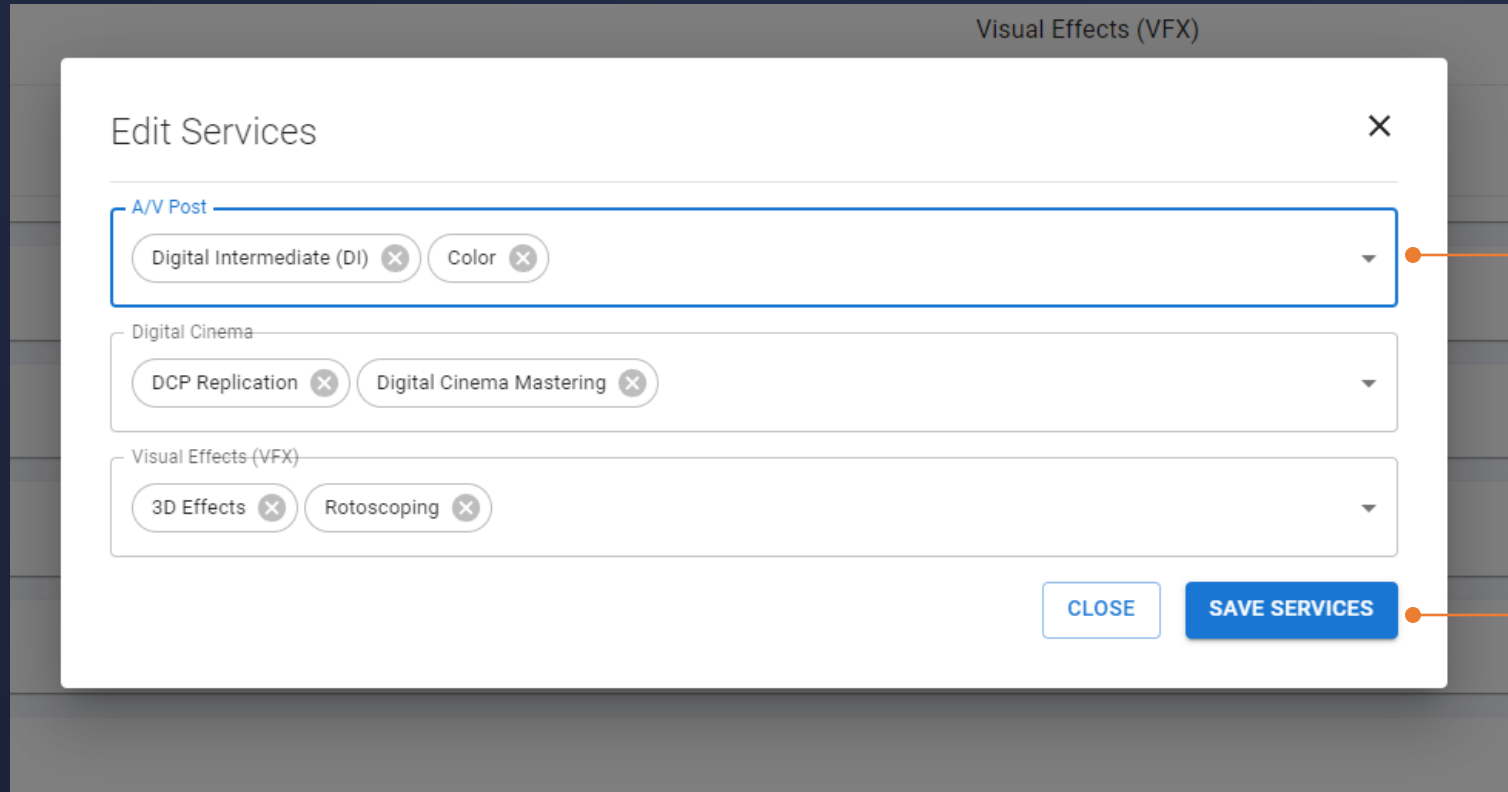 Visual Effects (VFX)
Edit Services
A/V Post
Digital Intermediate (DI) Color
Digital Cinema
DCP Replication Digital Cinema Mastering
Visual Effects (VFX)
3D Effects Rotoscoping
CLOSE SAVE SERVICES